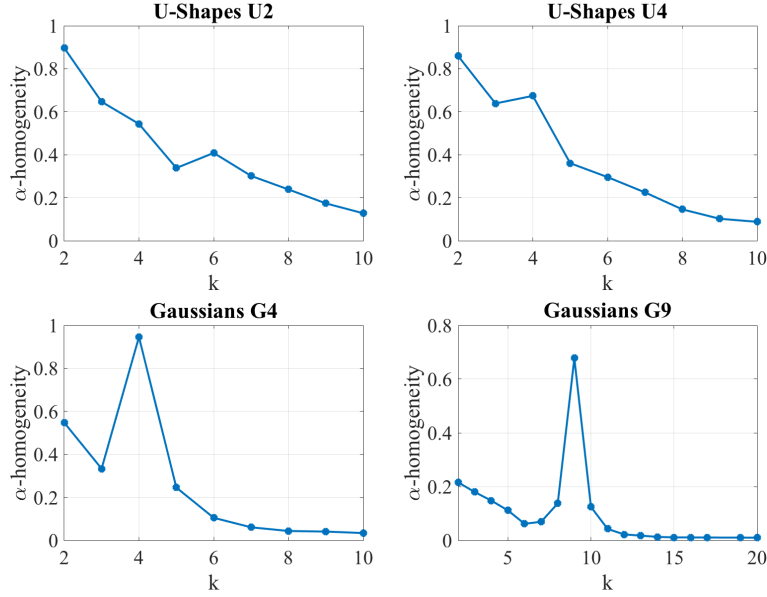 U-Shapes U2
1
0.8
0.6
0.4
0.2
0
α-homogeneity
2 4 6 8 10
k
U-Shapes U4
1
0.8
0.6
0.4
0.2
0
α-homogeneity
2 4 6 8 10
k
Gaussians G4
1
0.8
0.6
0.4
0.2
0
α-homogeneity
2 4 6 8 10
k
Gaussians G9
0.8
0.6
0.4
0.2
0
α-homogeneity
5 10 15 20
k